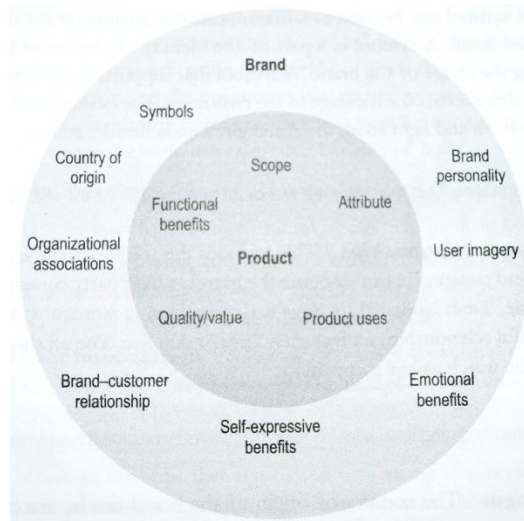 Brand
Symbols
Country of
origin
Scope
Brand
personality
Functional
benefits
Attribute
Organizational
associations
Product
User imagery
Quality/value
Product uses
Brand–customer
relationship
Emotional
benefits
Self-expressive
benefits